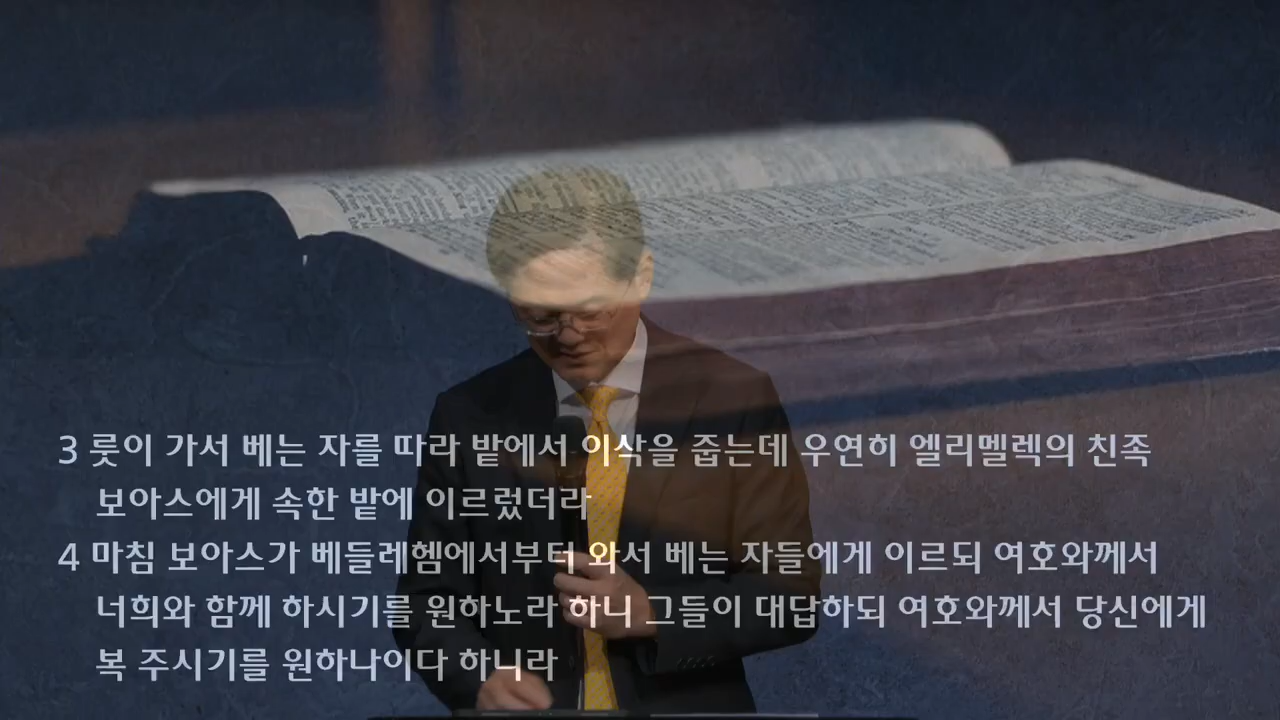 3 룻이 가서 베는 자를 따라 밭에서 이삭을 줍는데 우연히 엘리멜렉의 친족
보아스에게 속한 밭에 이르렀더라
4 마침 보아스가 베들레헴에서부터 와서 베는 자들에게 이르되 여호와께서
너희와 함께 하시기를 원하노라 하니 그들이 대답하되 여호와께서 당신에게
복 주시기를 원하나이다 하니라